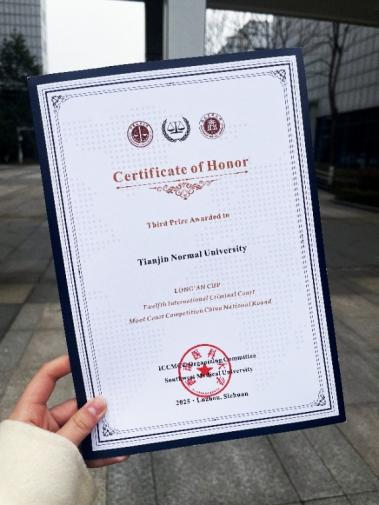 Certificate of Honor
Third Prize Awarded to
Tianjin Normal University
LONG'AN CUP
Twelfth International Criminal Court
Moot Court Competition China National Round
ICCMCC Organizing Committee
Southwest Medical University
2025 · Luzhou, Sichuan